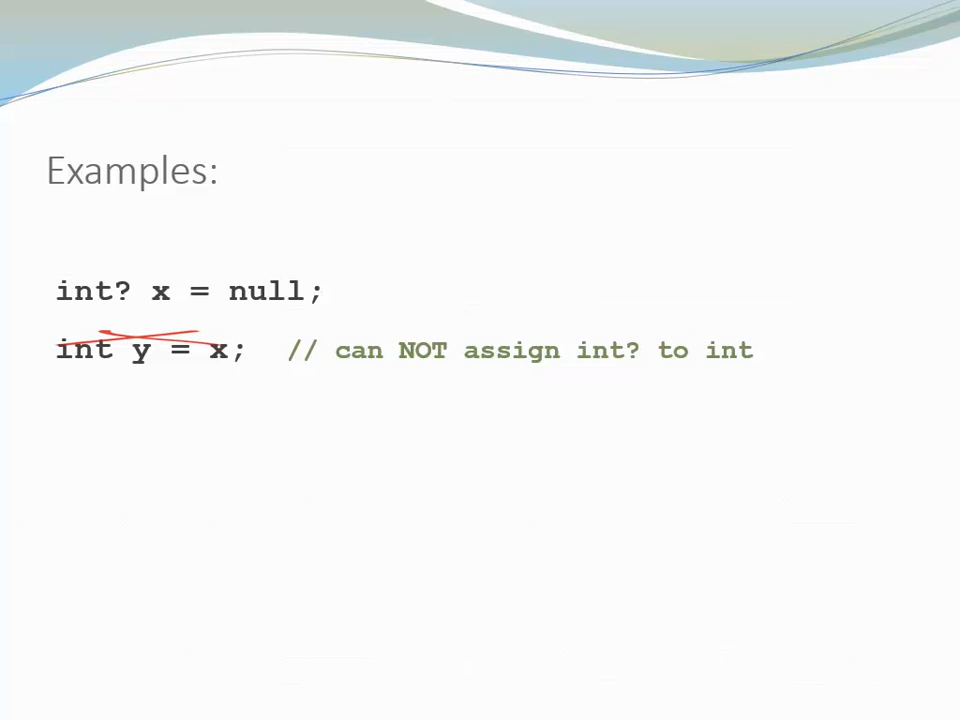 Examples:
int? x = null;
int y = x; // can NOT assign int? to int